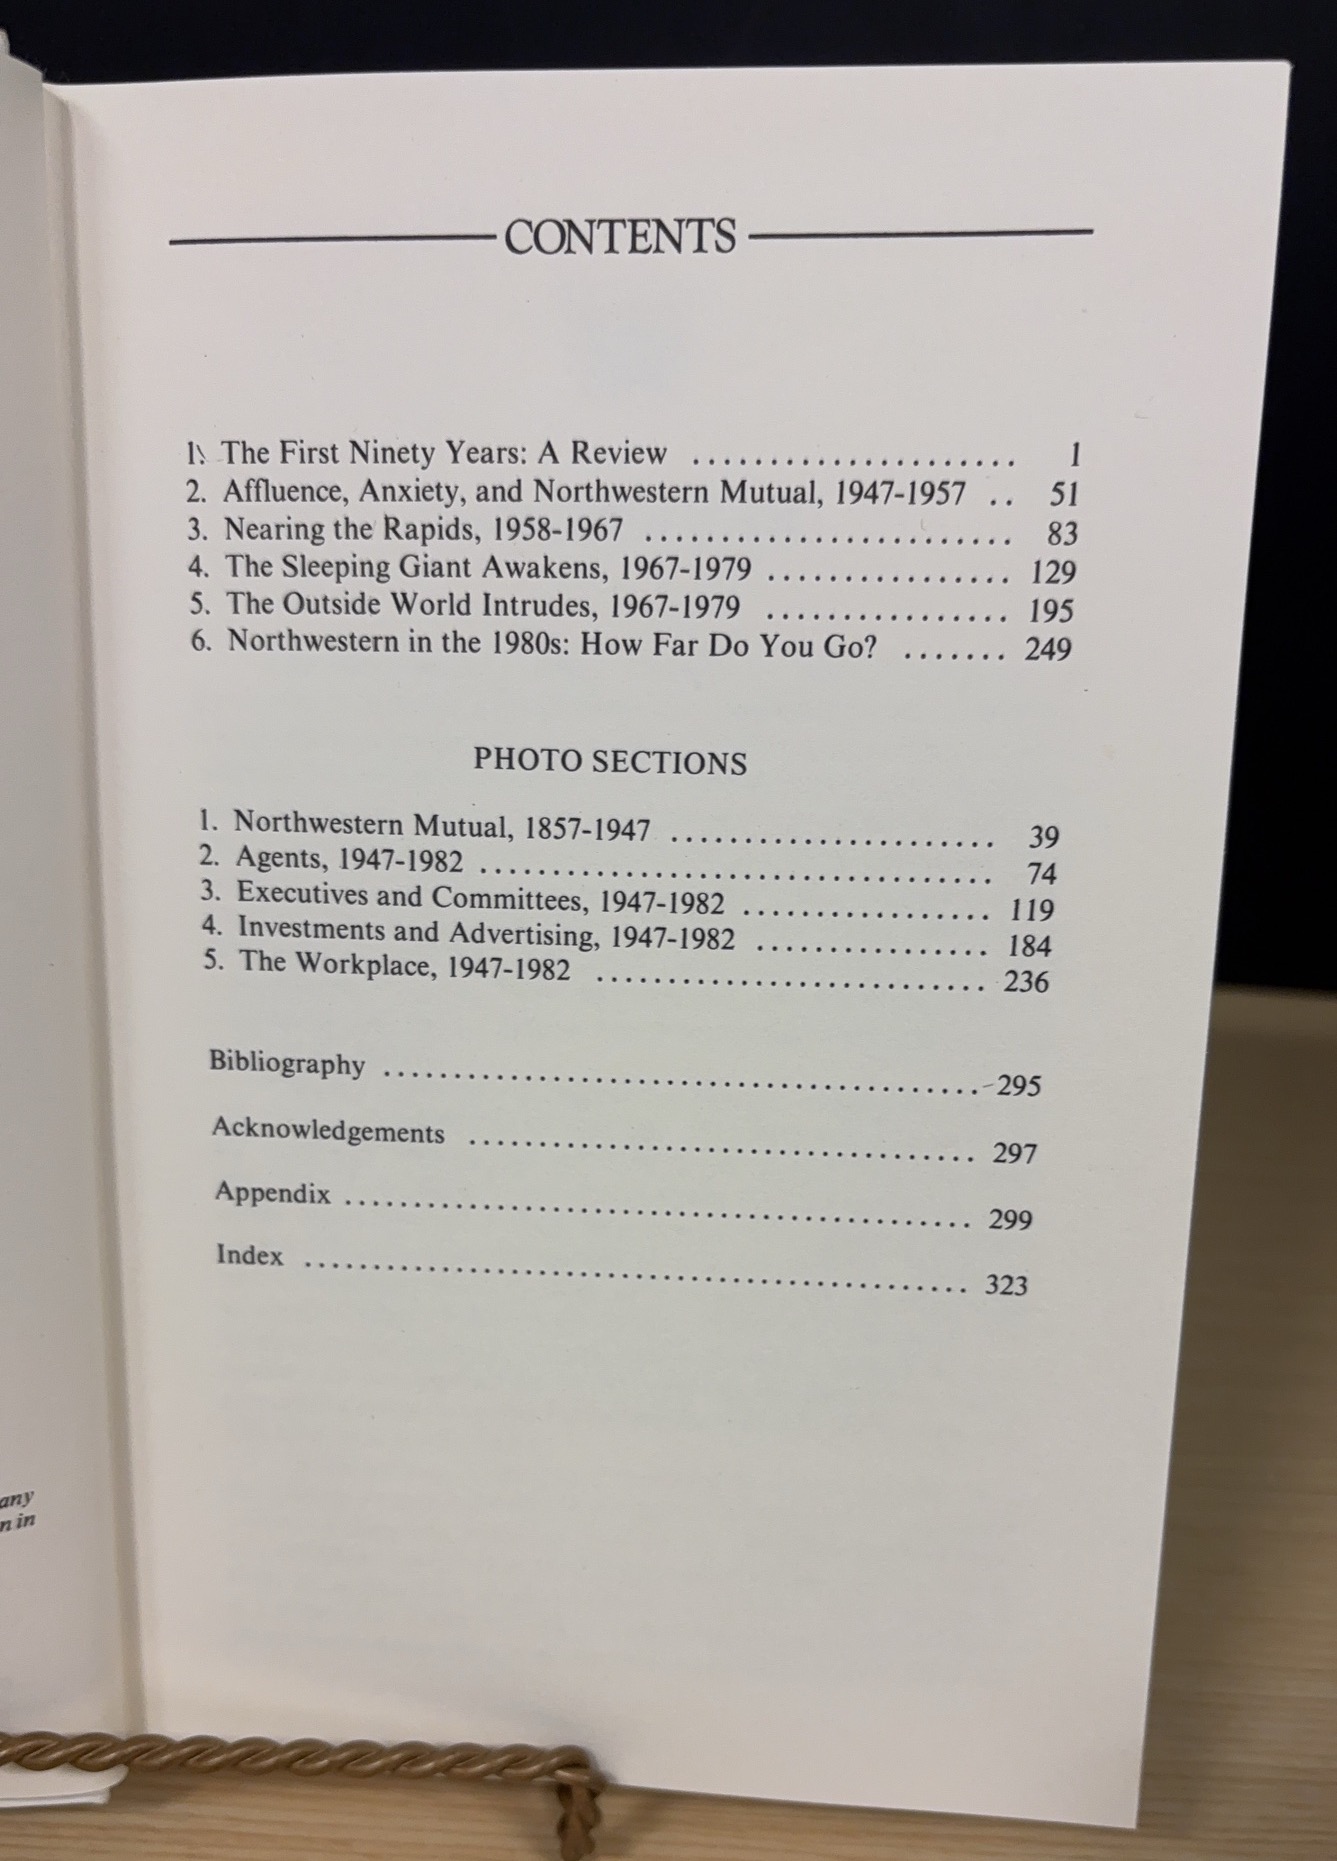 CONTENTS
1. The First Ninety Years: A Review ..................... 1
2. Affluence, Anxiety, and Northwestern Mutual, 1947-1957 .. 51
3. Nearing the Rapids, 1958-1967 ........................ 83
4. The Sleeping Giant Awakens, 1967-1979 ................ 129
5. The Outside World Intrudes, 1967-1979 ................ 195
6. Northwestern in the 1980s: How Far Do You Go? ....... 249
PHOTO SECTIONS
1. Northwestern Mutual, 1857-1947 ....................... 39
2. Agents, 1947-1982 .................................... 74
3. Executives and Committees, 1947-1982 ................. 119
4. Investments and Advertising, 1947-1982 ................ 184
5. The Workplace, 1947-1982 ............................ 236
Bibliography ........................................... 295
Acknowledgements .................................... 297
Appendix ............................................. 299
Index ................................................ 323
any
n in